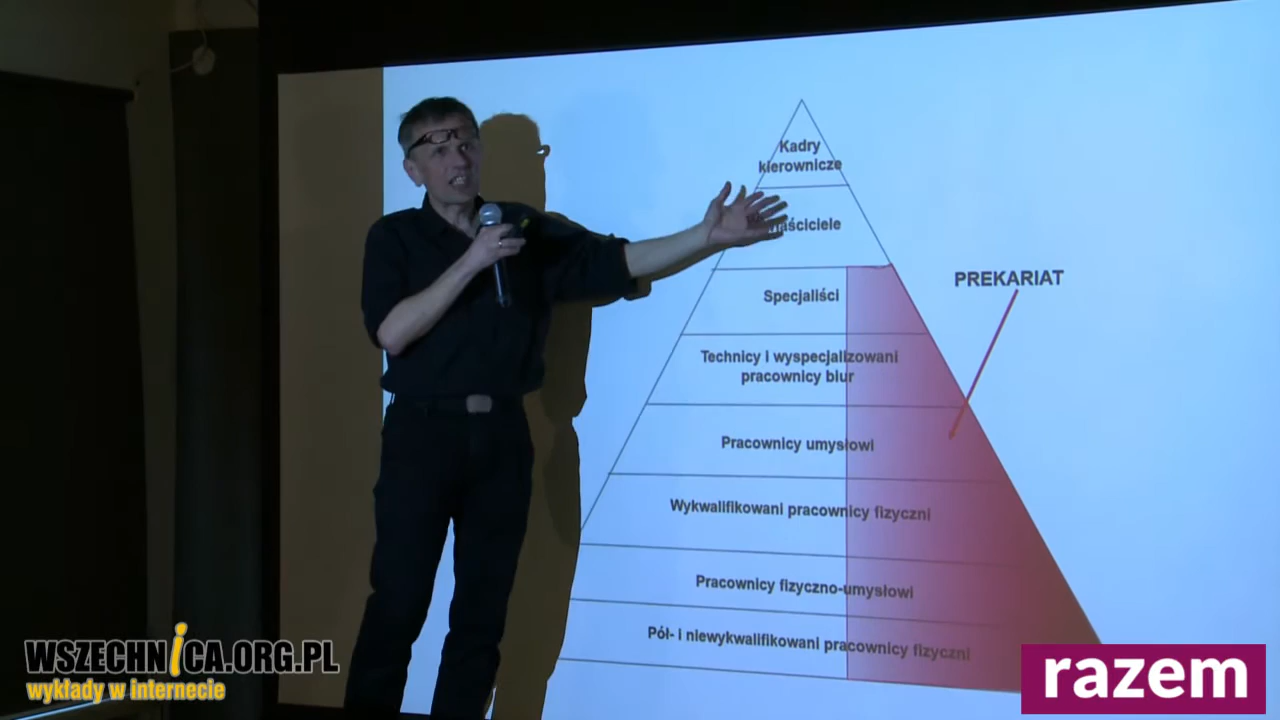 Kadry
kierownicze
PREKARIAT
Specjaliści
Technicy i wyspecjalizowani
pracownicy biur
Pracownicy umysłowi
Wykwalifikowani pracownicy fizyczni
Pracownicy fizyczno-umysłowi
Pół- i niewykwalifikowani pracownicy fizyczni
WSZECHNiCA.ORG.PL
wykłady w internecie
razem